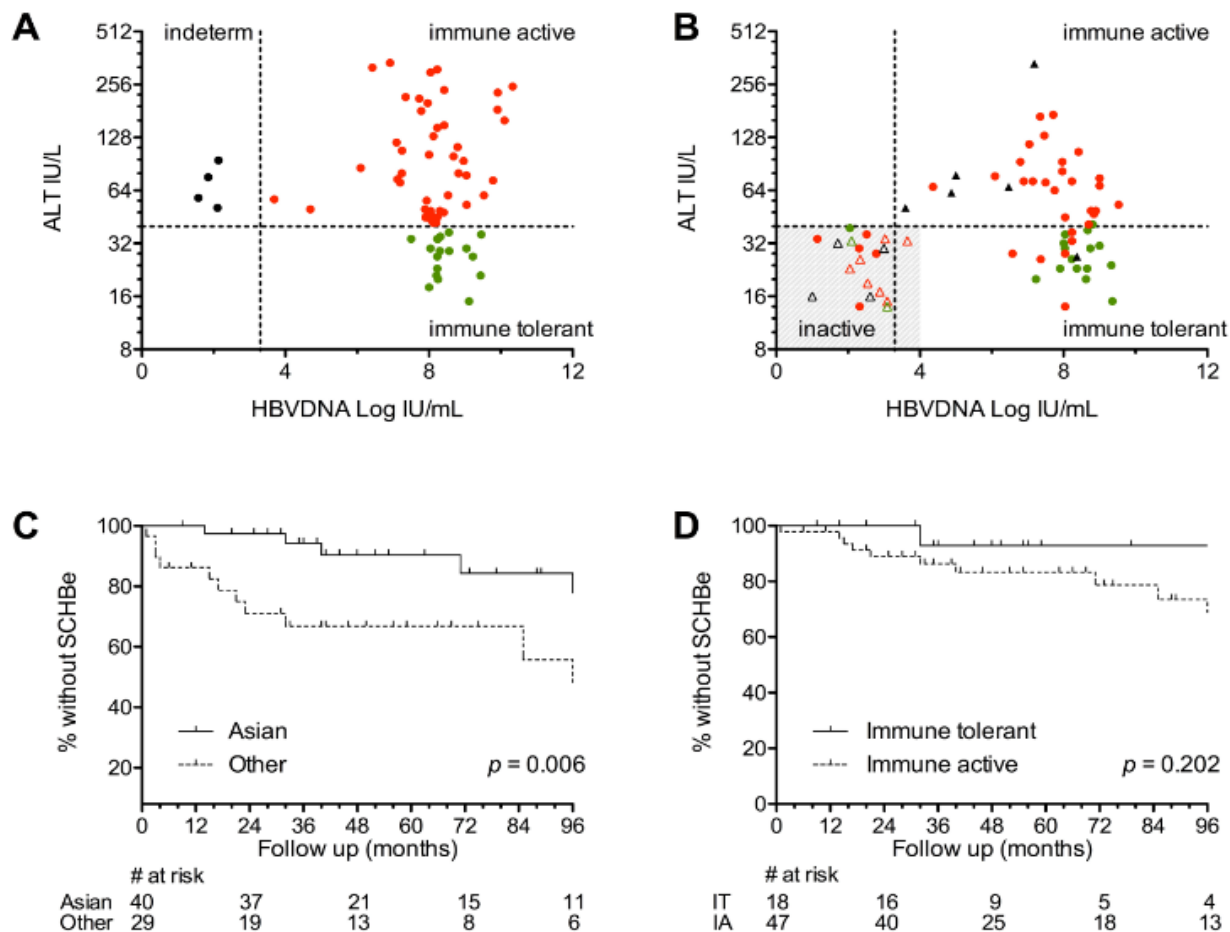 A
indeterm
immune active
512
256
128
64
32
16
8
ALT IU/L
immune tolerant
0
4
8
12
HBVDNA Log IU/mL
B
immune active
512
256
128
64
32
16
8
ALT IU/L
inactive
immune tolerant
0
4
8
12
HBVDNA Log IU/mL
C
100
80
60
40
20
% without SCHBe
Asian
Other
p = 0.006
0 12 24 36 48 60 72 84 96
Follow up (months)
# at risk
Asian 40 37 21 15 11
Other 29 19 13 8 6
D
100
80
60
40
20
0
% without SCHBe
Immune tolerant
Immune active
p = 0.202
0 12 24 36 48 60 72 84 96
Follow up (months)
# at risk
IT 18 16 9 5 4
IA 47 40 25 18 13